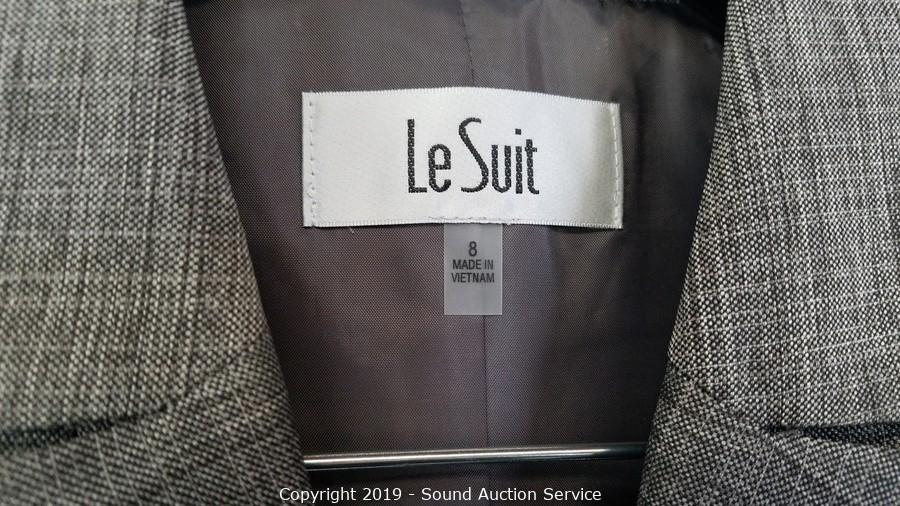 Le Suit
8
MADE IN
VIETNAM
Copyright 2019 - Sound Auction Service